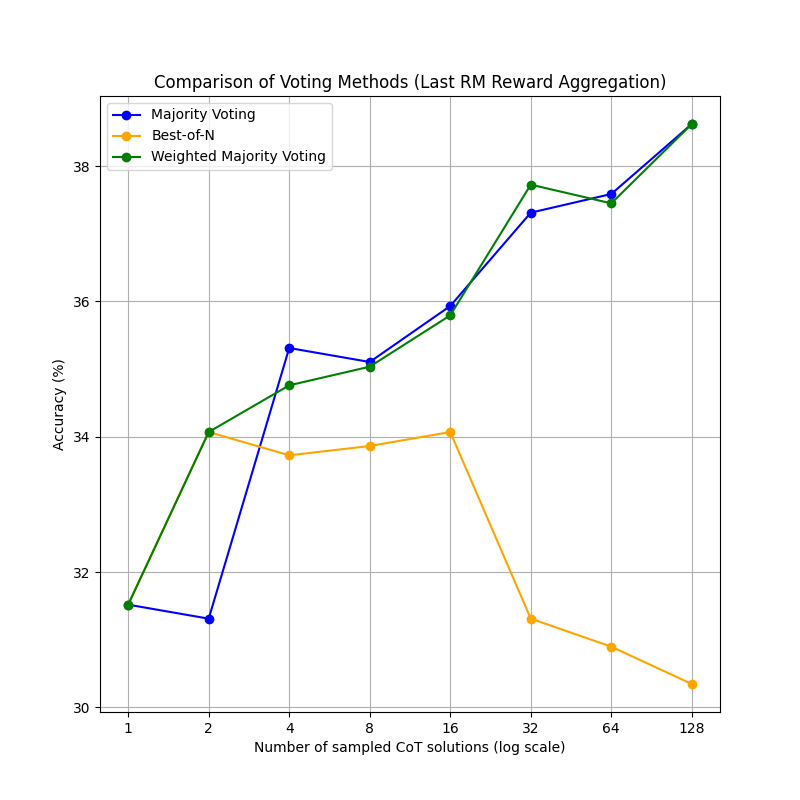 Comparison of Voting Methods (Last RM Reward Aggregation)
Majority Voting
Best-of-N
Weighted Majority Voting
Accuracy (%)
38
36
34
32
30
1 2 4 8 16 32 64 128
Number of sampled CoT solutions (log scale)